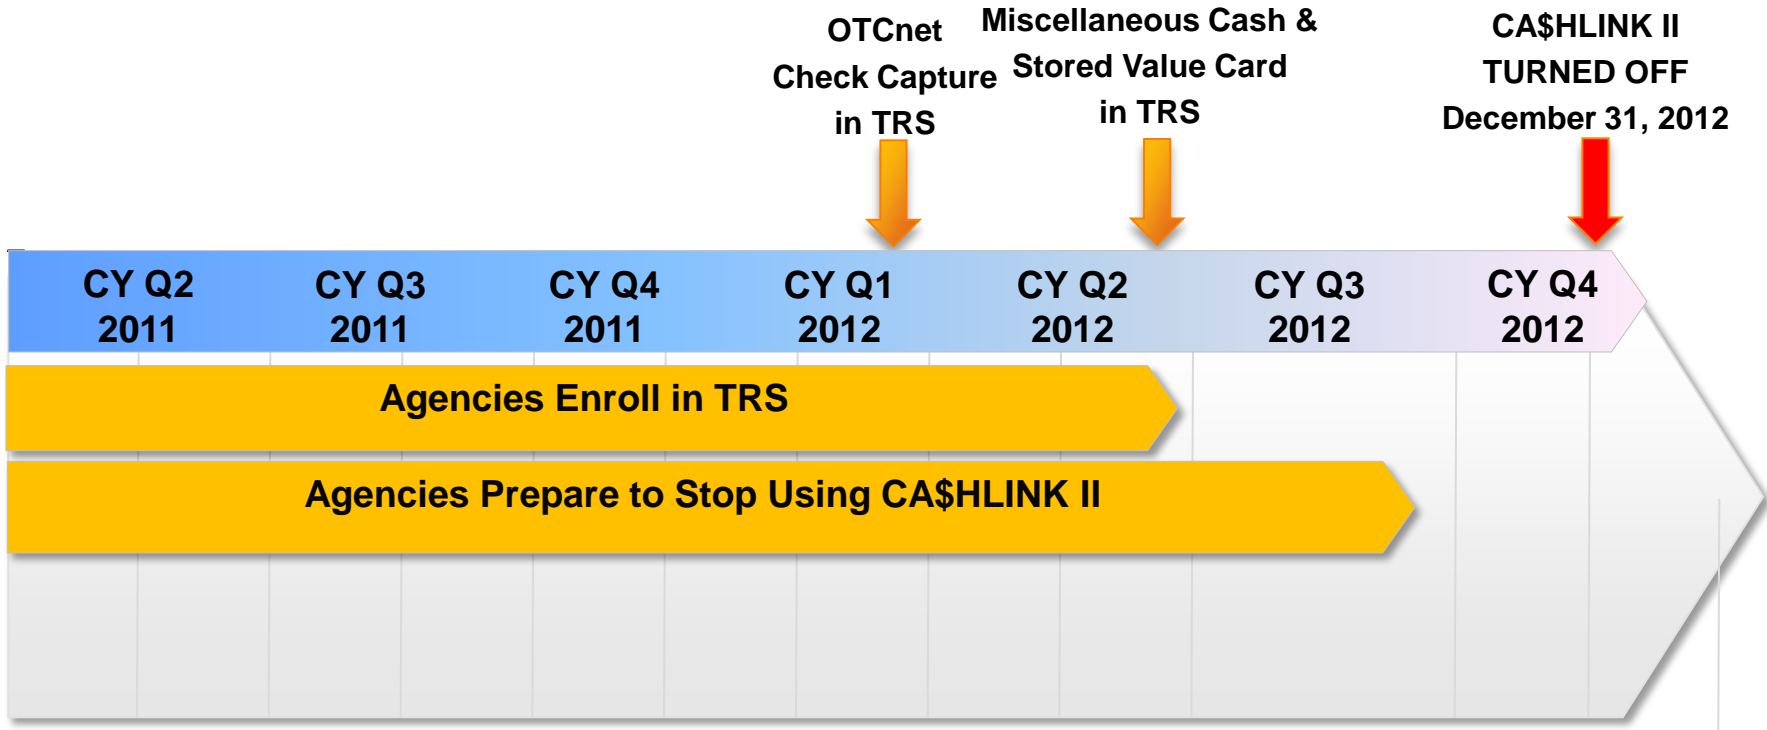 OTCnet
Check Capture
in TRS
Miscellaneous Cash &
Stored Value Card
in TRS
CA$HLINK II
TURNED OFF
December 31, 2012
CY Q2
2011
CY Q3
2011
CY Q4
2011
CY Q1
2012
CY Q2
2012
CY Q3
2012
CY Q4
2012
Agencies Enroll in TRS
Agencies Prepare to Stop Using CA$HLINK II